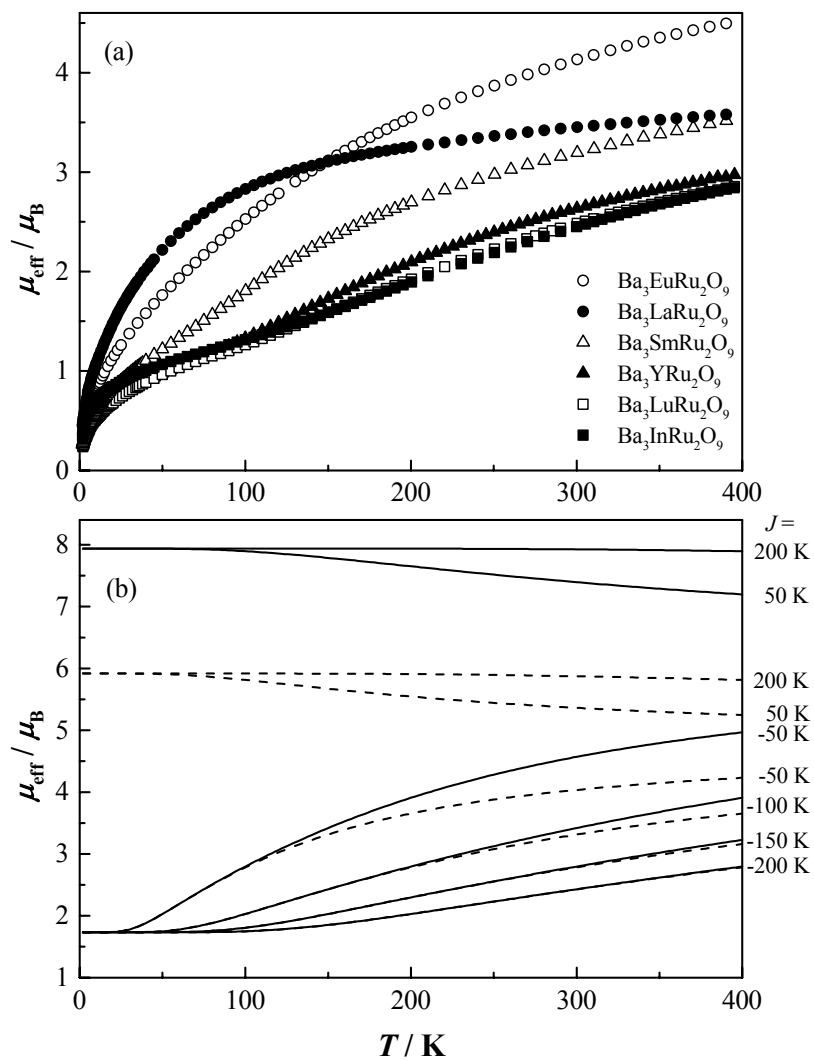 (a)
4
3
2
1
0
μeff / μB
Ba3EuRu2O9
Ba3LaRu2O9
Ba3SmRu2O9
Ba3YRu2O9
Ba3LuRu2O9
Ba3InRu2O9
0 100 200 300 400
J =
(b)
8
7
6
5
4
3
2
1
μeff / μB
200 K
50 K
200 K
50 K
-50 K
-50 K
-100 K
-150 K
-200 K
0 100 200 300 400
T / K